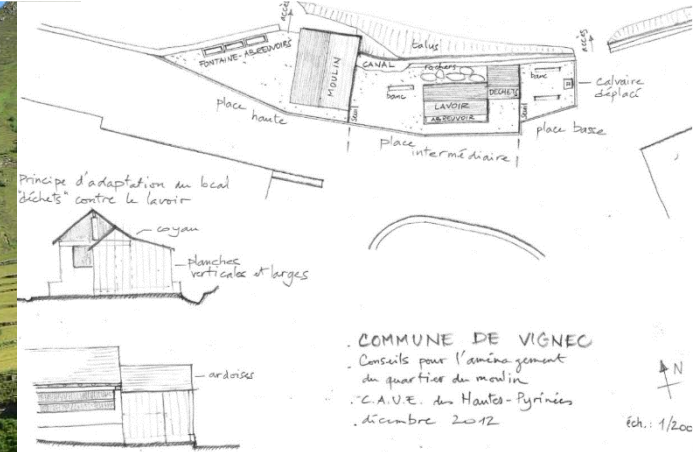 accès
FONTAINE-ABREUVOIRS
MOULIN
talus
accès
CANAL
rochers
banc
banc
DECHETS
Calvaire
déplacé
LAVOIR
ABREUVOIR
seuil
seuil
place
haute
place
intermédiaire
place basse
Principe d'adaptation du local
"déchets" contre le lavoir
coyau
planches
verticales et larges
ardoises
. COMMUNE DE VIGNEC
. Conseils pour l'aménagement
du quartier du moulin
. C.A.U.E. des Hautes-Pyrénées
. décembre 2012
N
éch.: 1/200